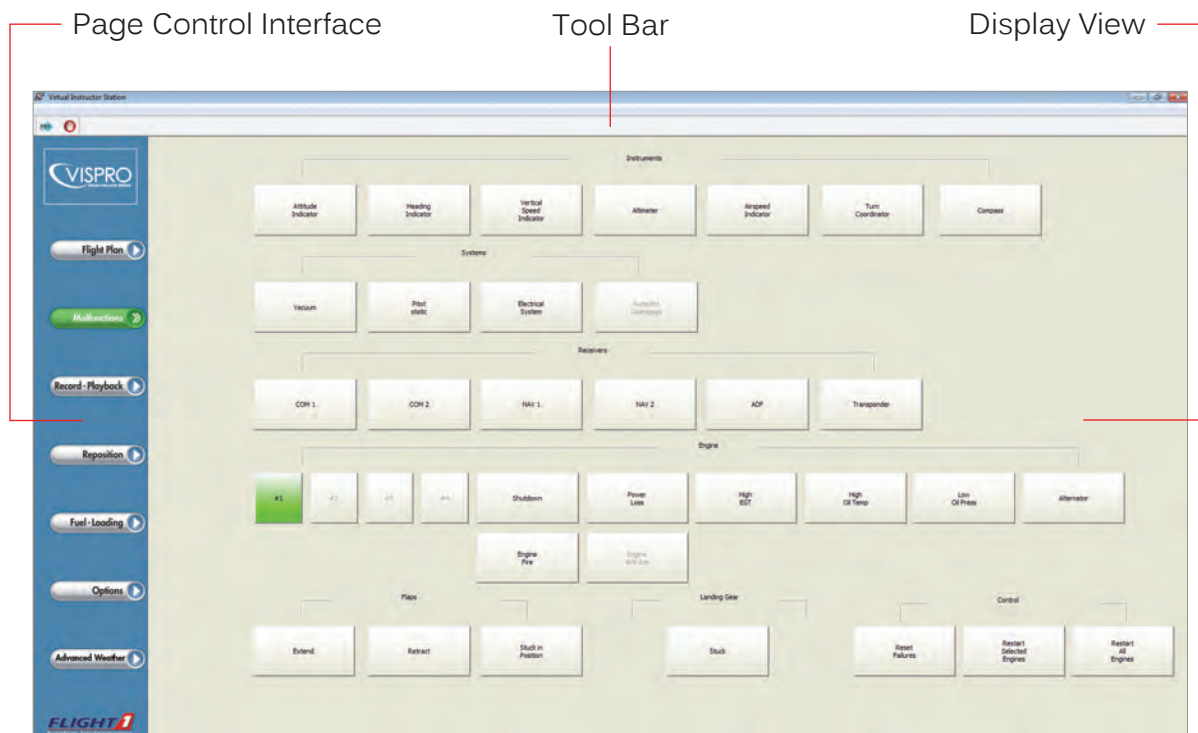 Page Control Interface
Tool Bar
Display View
Virtual Instructor Station
VISPRO
Flight Plan
Malfunctions
Record - Playback
Reposition
Fuel - Loading
Options
Advanced Weather
FLIGHT1
Instruments
Attitude
Indicator
Heading
Indicator
Vertical
Speed
Indicator
Altimeter
Airspeed
Indicator
Turn
Coordinator
Compass
Systems
Vacuum
Pitot
static
Electrical
System
Autopilot
Receivers
COM 1
COM 2
NAV 1
NAV 2
ADF
Transponder
Engine
#1
#2
#3
#4
Shutdown
Power
Loss
High
EGT
High
Oil Temp
Low
Oil Press
Alternator
Engine
Fire
Engine
Flaps
Extend
Retract
Stuck in
Position
Landing Gear
Stuck
Control
Reset
Failures
Restart
Selected
Engines
Restart
All
Engines